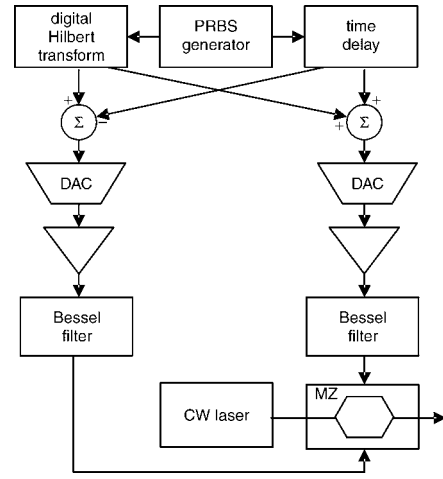 digital
Hilbert
transform
PRBS
generator
time
delay
+
Σ
−
+
Σ
+
DAC
DAC
Bessel
filter
Bessel
filter
CW laser
MZ